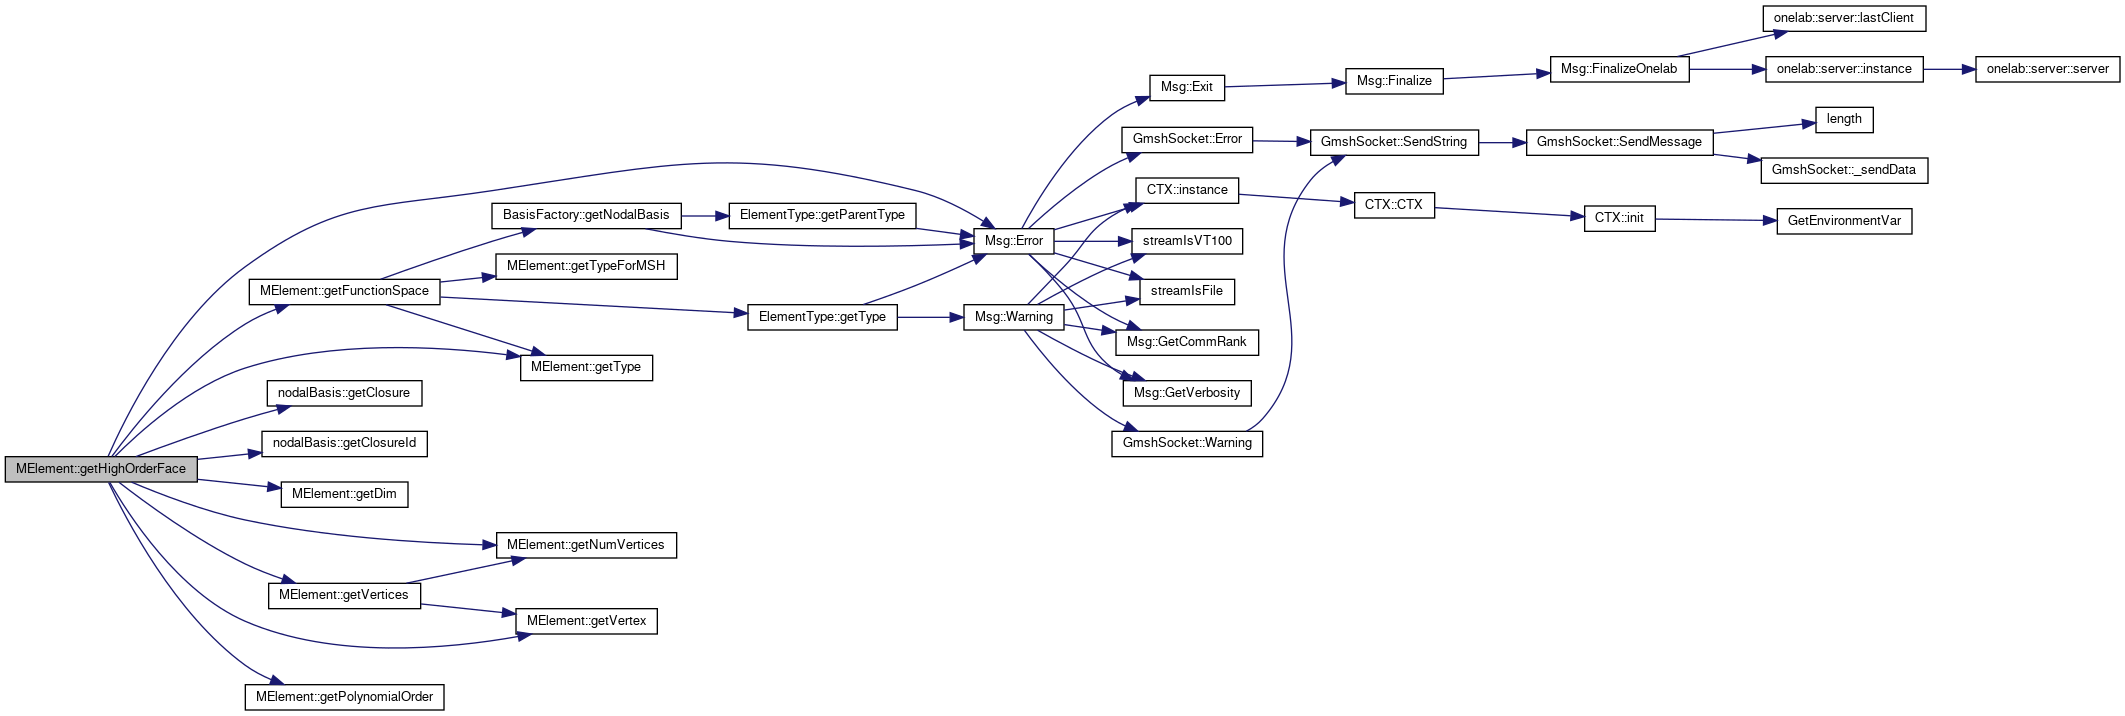 MElement::getHighOrderFace
MElement::getFunctionSpace
nodalBasis::getClosure
nodalBasis::getClosureId
MElement::getDim
MElement::getVertices
MElement::getPolynomialOrder
BasisFactory::getNodalBasis
MElement::getTypeForMSH
MElement::getType
MElement::getNumVertices
MElement::getVertex
ElementType::getParentType
ElementType::getType
Msg::Error
Msg::Warning
Msg::Exit
GmshSocket::Error
CTX::instance
streamIsVT100
streamIsFile
Msg::GetCommRank
Msg::GetVerbosity
GmshSocket::Warning
Msg::Finalize
GmshSocket::SendString
CTX::CTX
Msg::FinalizeOnelab
GmshSocket::SendMessage
CTX::init
onelab::server::lastClient
onelab::server::instance
length
GmshSocket::_sendData
GetEnvironmentVar
onelab::server::server